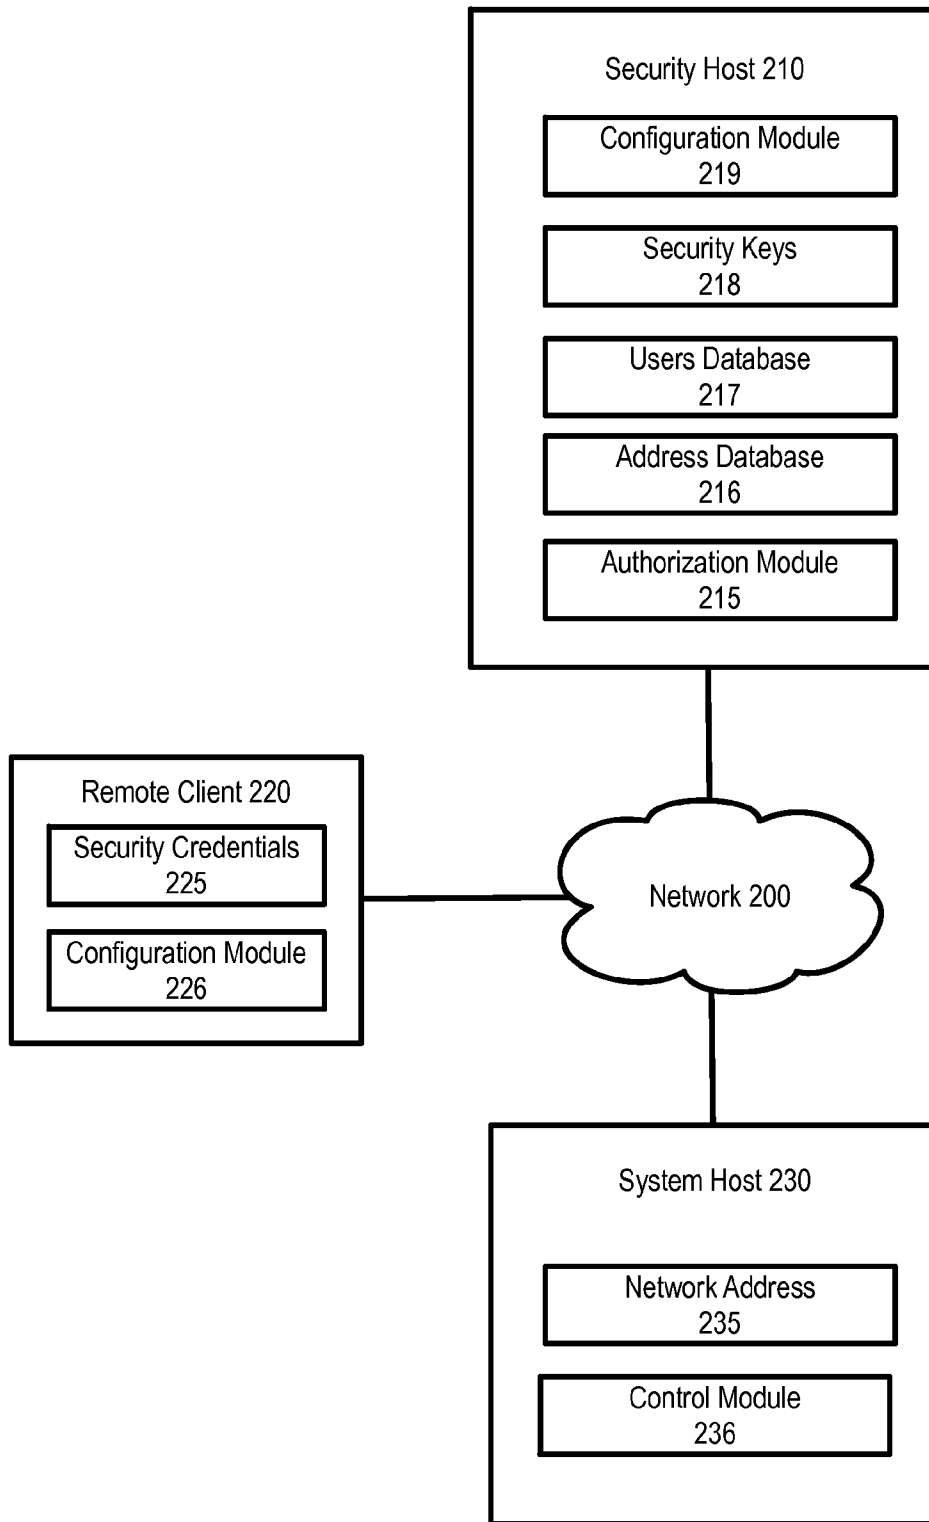 Security Host 210
Configuration Module
219
Security Keys
218
Users Database
217
Address Database
216
Authorization Module
215
Remote Client 220
Security Credentials
225
Configuration Module
226
Network 200
System Host 230
Network Address
235
Control Module
236